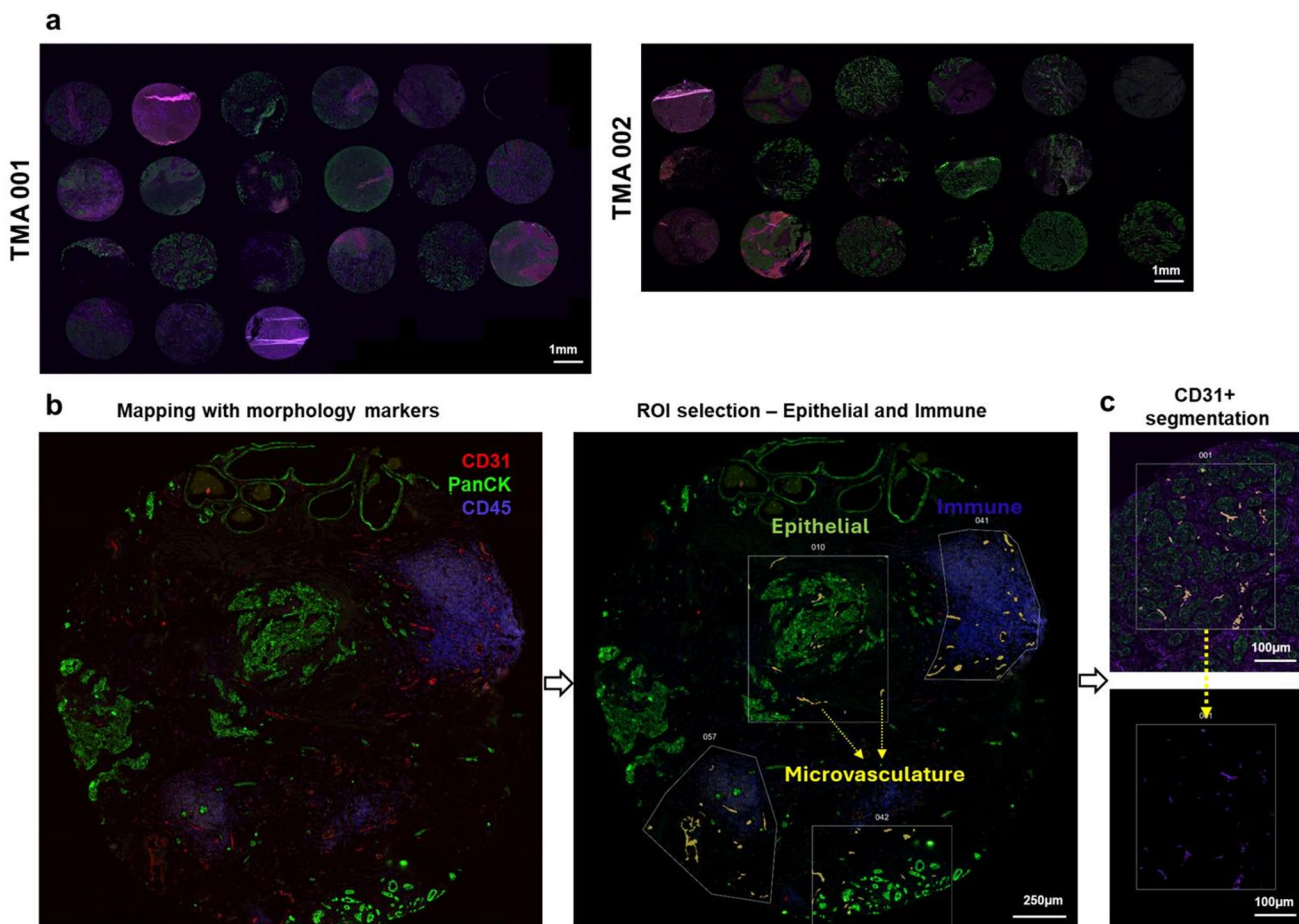 a
TMA 001
1mm
TMA 002
1mm
b
Mapping with morphology markers
CD31
PanCK
CD45
ROI selection – Epithelial and Immune
Epithelial
010
Immune
041
057
Microvasculature
042
250µm
c
CD31+
segmentation
001
100µm
001
100µm